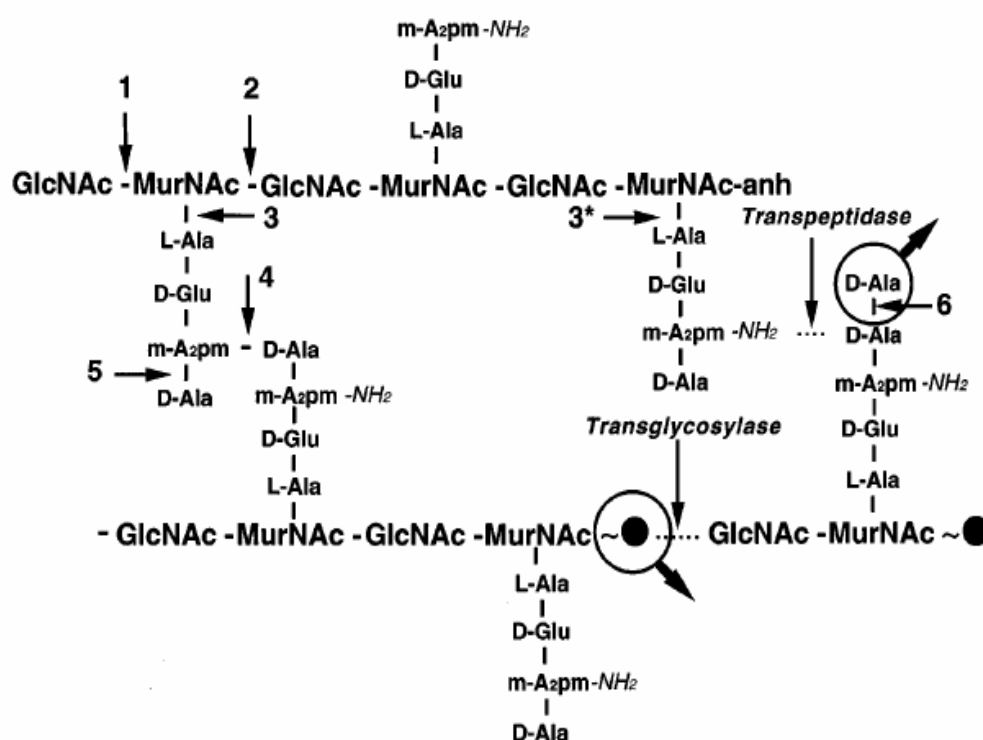 m-A₂pm -NH₂
D-Glu
L-Ala
1 2
GlcNAc -MurNAc -GlcNAc -MurNAc -GlcNAc -MurNAc-anh
3 3* Transpeptidase
L-Ala L-Ala
4 D-Ala
D-Glu D-Glu 6
m-A₂pm - D-Ala m-A₂pm -NH₂ ..... D-Ala
5
D-Ala m-A₂pm -NH₂ D-Ala m-A₂pm -NH₂
D-Glu Transglycosylase D-Glu
L-Ala L-Ala
- GlcNAc -MurNAc -GlcNAc -MurNAc ~ ...... GlcNAc -MurNAc ~
L-Ala
D-Glu
m-A₂pm-NH₂
D-Ala